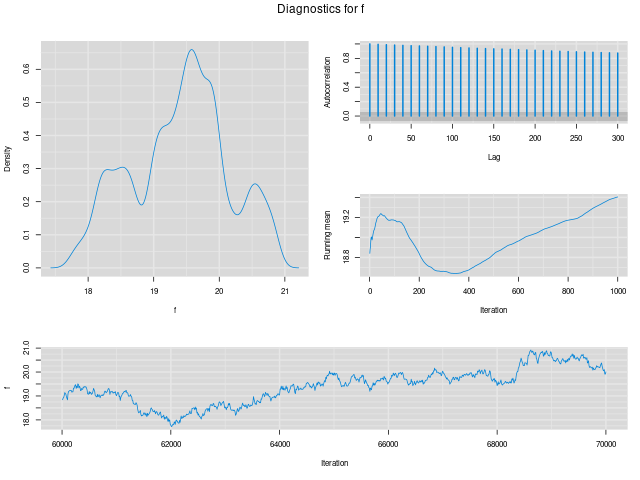 Diagnostics for f
Density
0.0 0.1 0.2 0.3 0.4 0.5 0.6
18 19 20 21
f
Autocorrelation
0.0 0.4 0.8
0 50 100 150 200 250 300
Lag
Running mean
18.8 19.2
0 200 400 600 800 1000
Iteration
f
18.0 19.0 20.0 21.0
60000 62000 64000 66000 68000 70000
Iteration